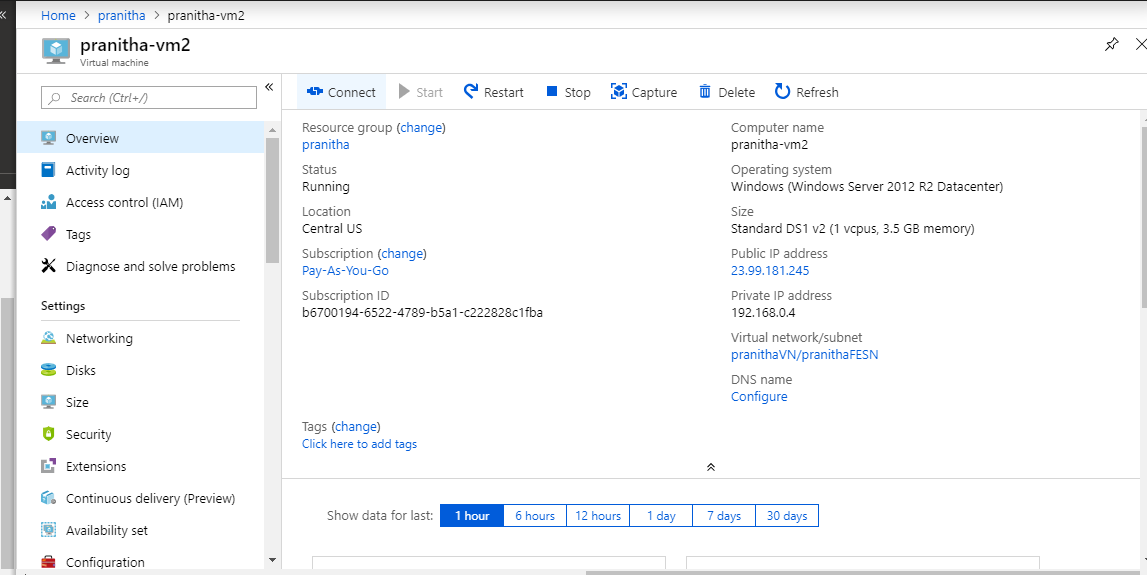 Home > pranitha > pranitha-vm2
pranitha-vm2
Virtual machine
Search (Ctrl+/)
Overview
Activity log
Access control (IAM)
Tags
Diagnose and solve problems
Settings
Networking
Disks
Size
Security
Extensions
Continuous delivery (Preview)
Availability set
Configuration
Connect Start Restart Stop Capture Delete Refresh
Resource group (change)
pranitha
Status
Running
Location
Central US
Subscription (change)
Pay-As-You-Go
Subscription ID
b6700194-6522-4789-b5a1-c222828c1fba
Computer name
pranitha-vm2
Operating system
Windows (Windows Server 2012 R2 Datacenter)
Size
Standard DS1 v2 (1 vcpus, 3.5 GB memory)
Public IP address
23.99.181.245
Private IP address
192.168.0.4
Virtual network/subnet
pranithaVN/pranithaFESN
DNS name
Configure
Tags (change)
Click here to add tags
Show data for last: 1 hour 6 hours 12 hours 1 day 7 days 30 days